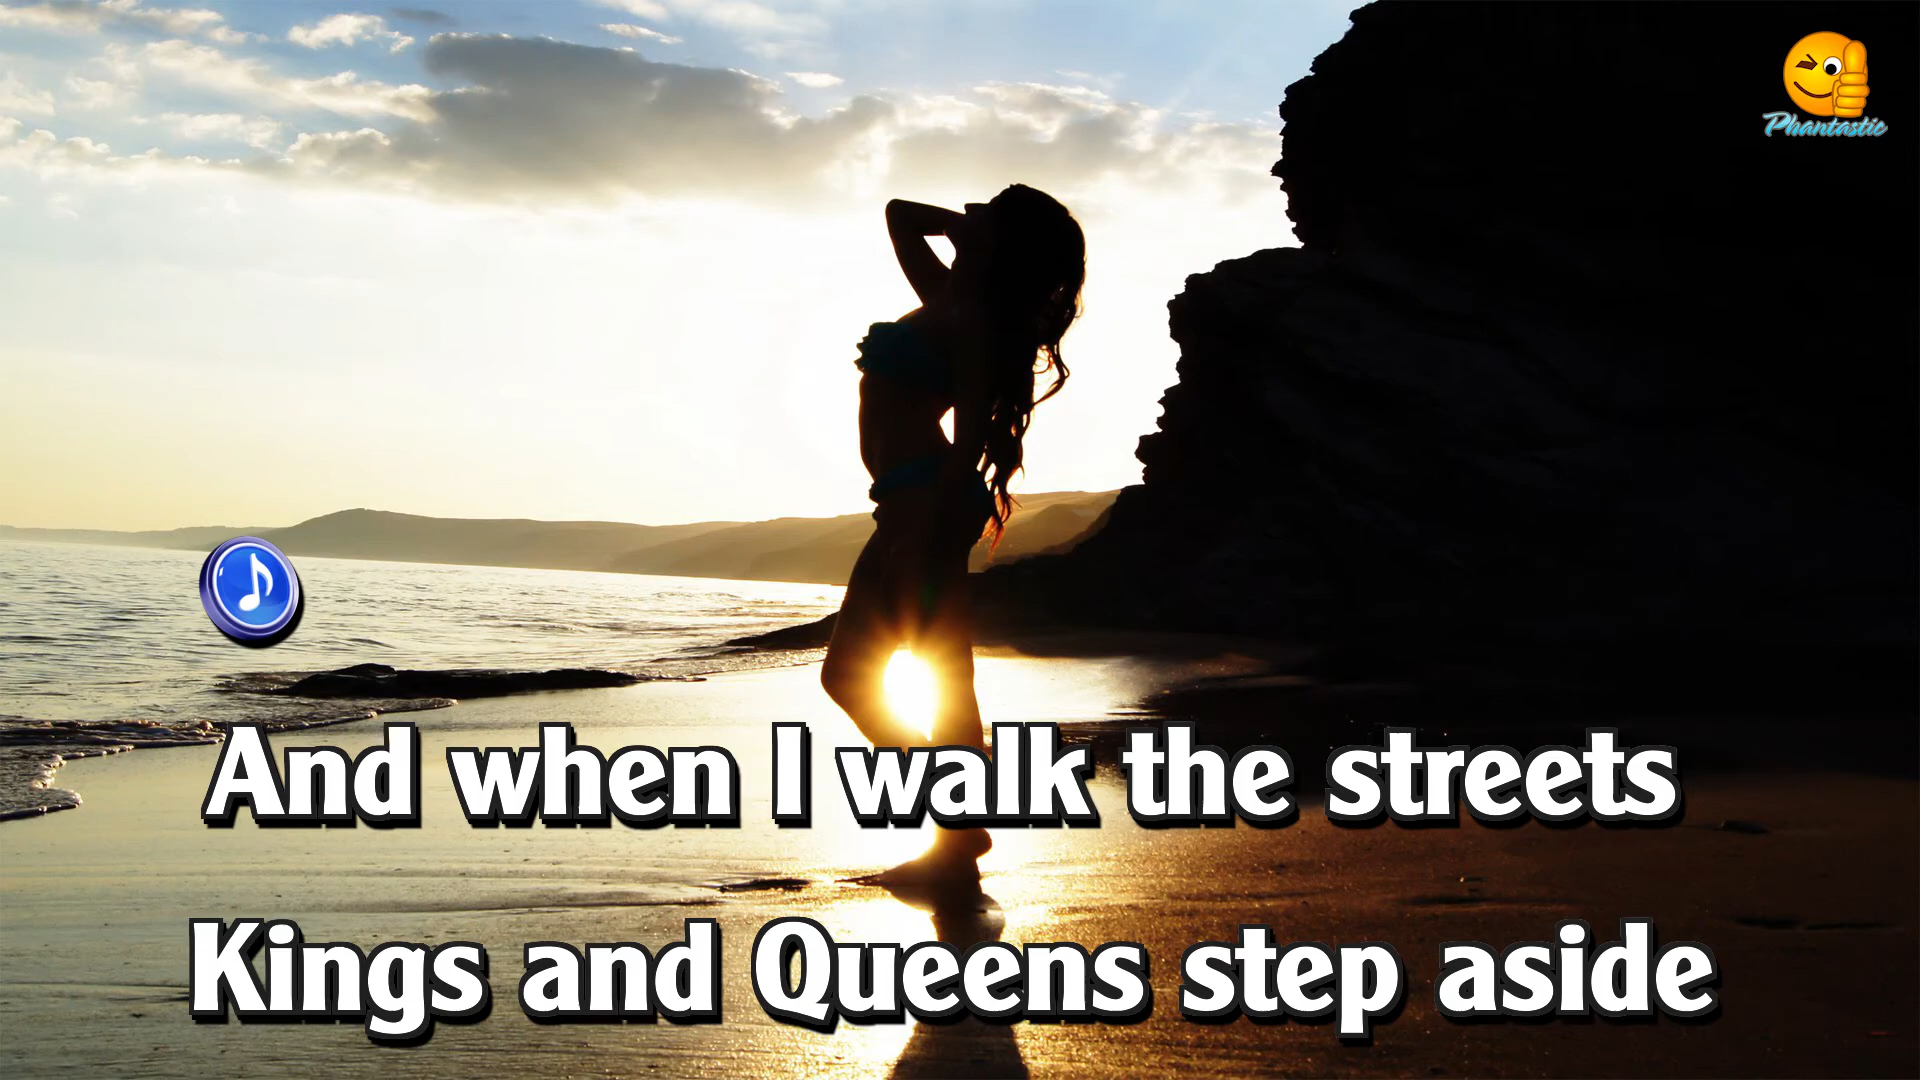 Phantastic
And when I walk the streets
Kings and Queens step aside